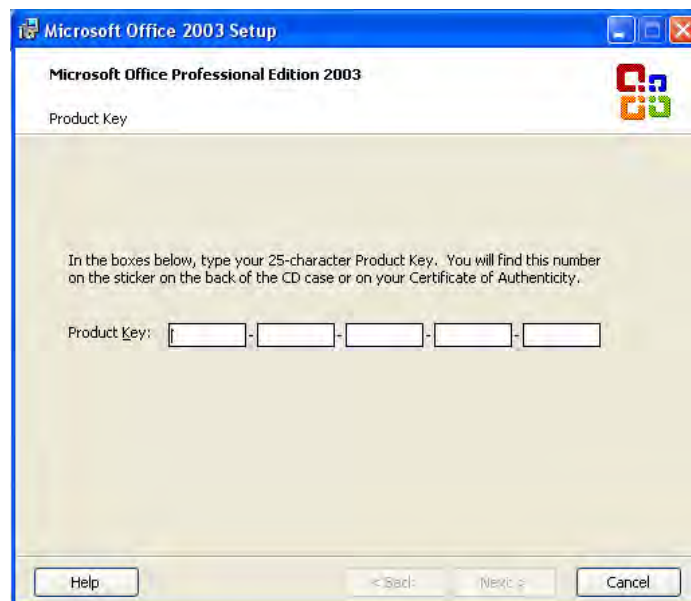 Microsoft Office 2003 Setup
Microsoft Office Professional Edition 2003
Product Key
In the boxes below, type your 25-character Product Key. You will find this number
on the sticker on the back of the CD case or on your Certificate of Authenticity.
Product Key: - - - -
Help < Back Next > Cancel